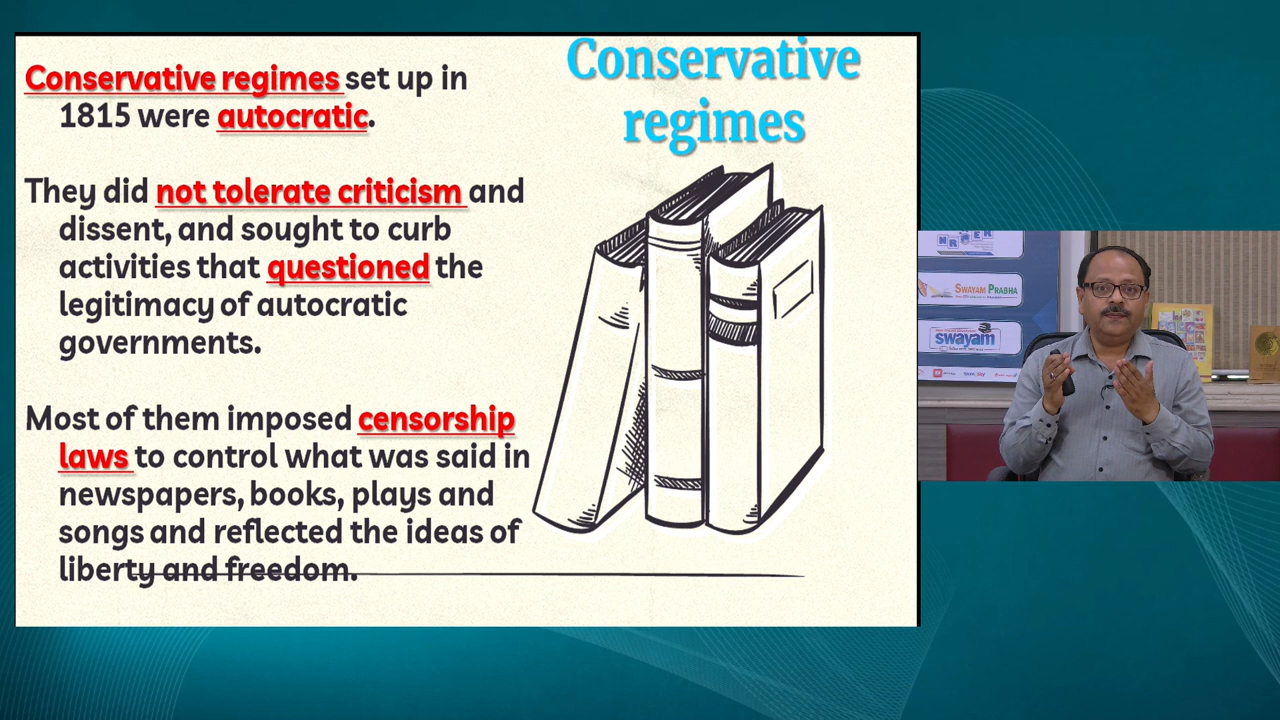 Conservative
regimes
Conservative regimes set up in
1815 were autocratic.
They did not tolerate criticism and
dissent, and sought to curb
activities that questioned the
legitimacy of autocratic
governments.
Most of them imposed censorship
laws to control what was said in
newspapers, books, plays and
songs and reflected the ideas of
liberty and freedom.
SWAYAM PRABHA
swayam